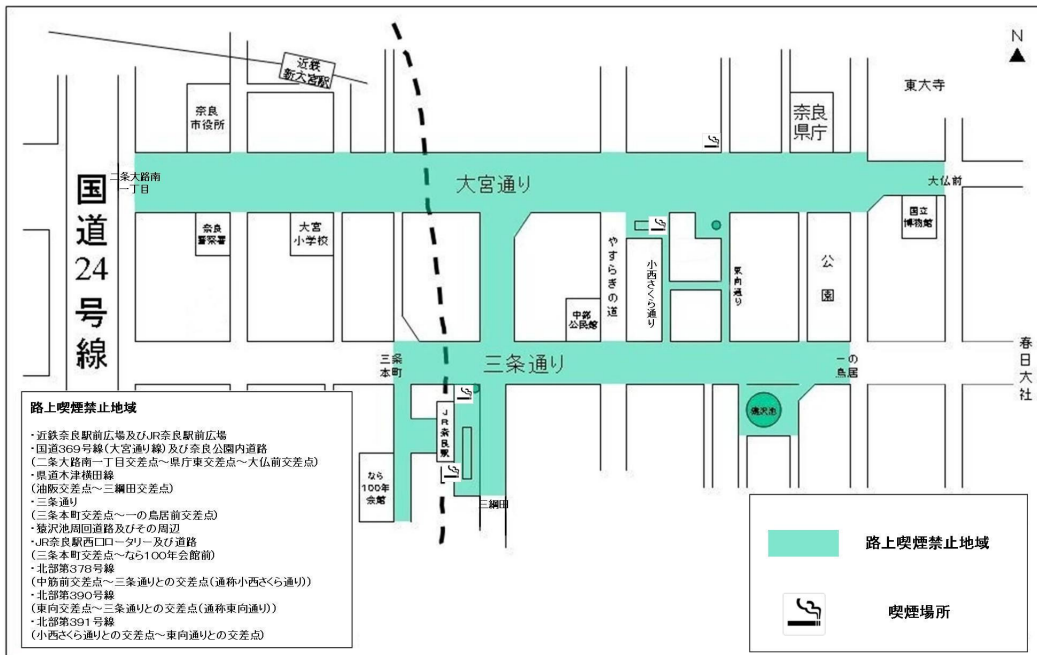 近鉄
新大宮駅
N
東大寺
奈良
市役所
奈良
県庁
二条大路南
一丁目
大宮通り
大仏前
国道24号線
奈良
警察署
大宮
小学校
やすらぎの道
小西さくら通り
東向通り
公園
国立
博物館
中部
公民館
三条
本町
三条通り
一の
鳥居
春日大社
猿沢池
JR奈良駅
なら
100年
会館
三綱田
路上喫煙禁止地域
・近鉄奈良駅前広場及びJR奈良駅前広場
・国道369号線(大宮通り線)及び奈良公園内道路
(二条大路南一丁目交差点～県庁東交差点～大仏前交差点)
・県道木津横田線
(油阪交差点～三綱田交差点)
・三条通り
(三条本町交差点～一の鳥居前交差点)
・猿沢池周回道路及びその周辺
・JR奈良駅西口ロータリー及び道路
(三条本町交差点～なら100年会館前)
・北部第378号線
(中筋前交差点～三条通りとの交差点(通称小西さくら通り))
・北部第390号線
(東向交差点～三条通りとの交差点(通称東向通り))
・北部第391号線
(小西さくら通りとの交差点～東向通りとの交差点)
路上喫煙禁止地域
喫煙場所